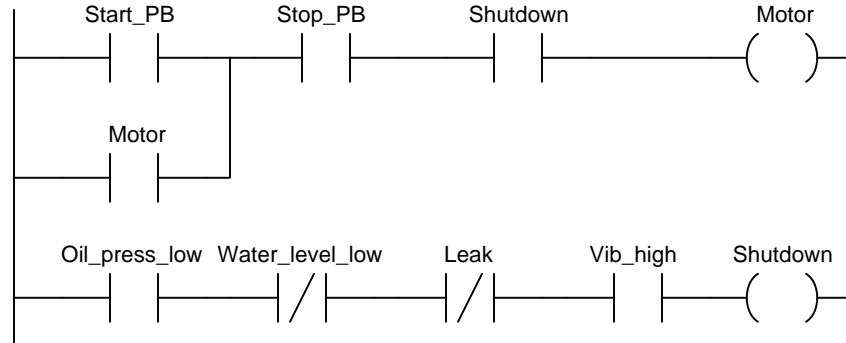 Start_PB Stop_PB Shutdown Motor
Motor
Oil_press_low Water_level_low Leak Vib_high Shutdown